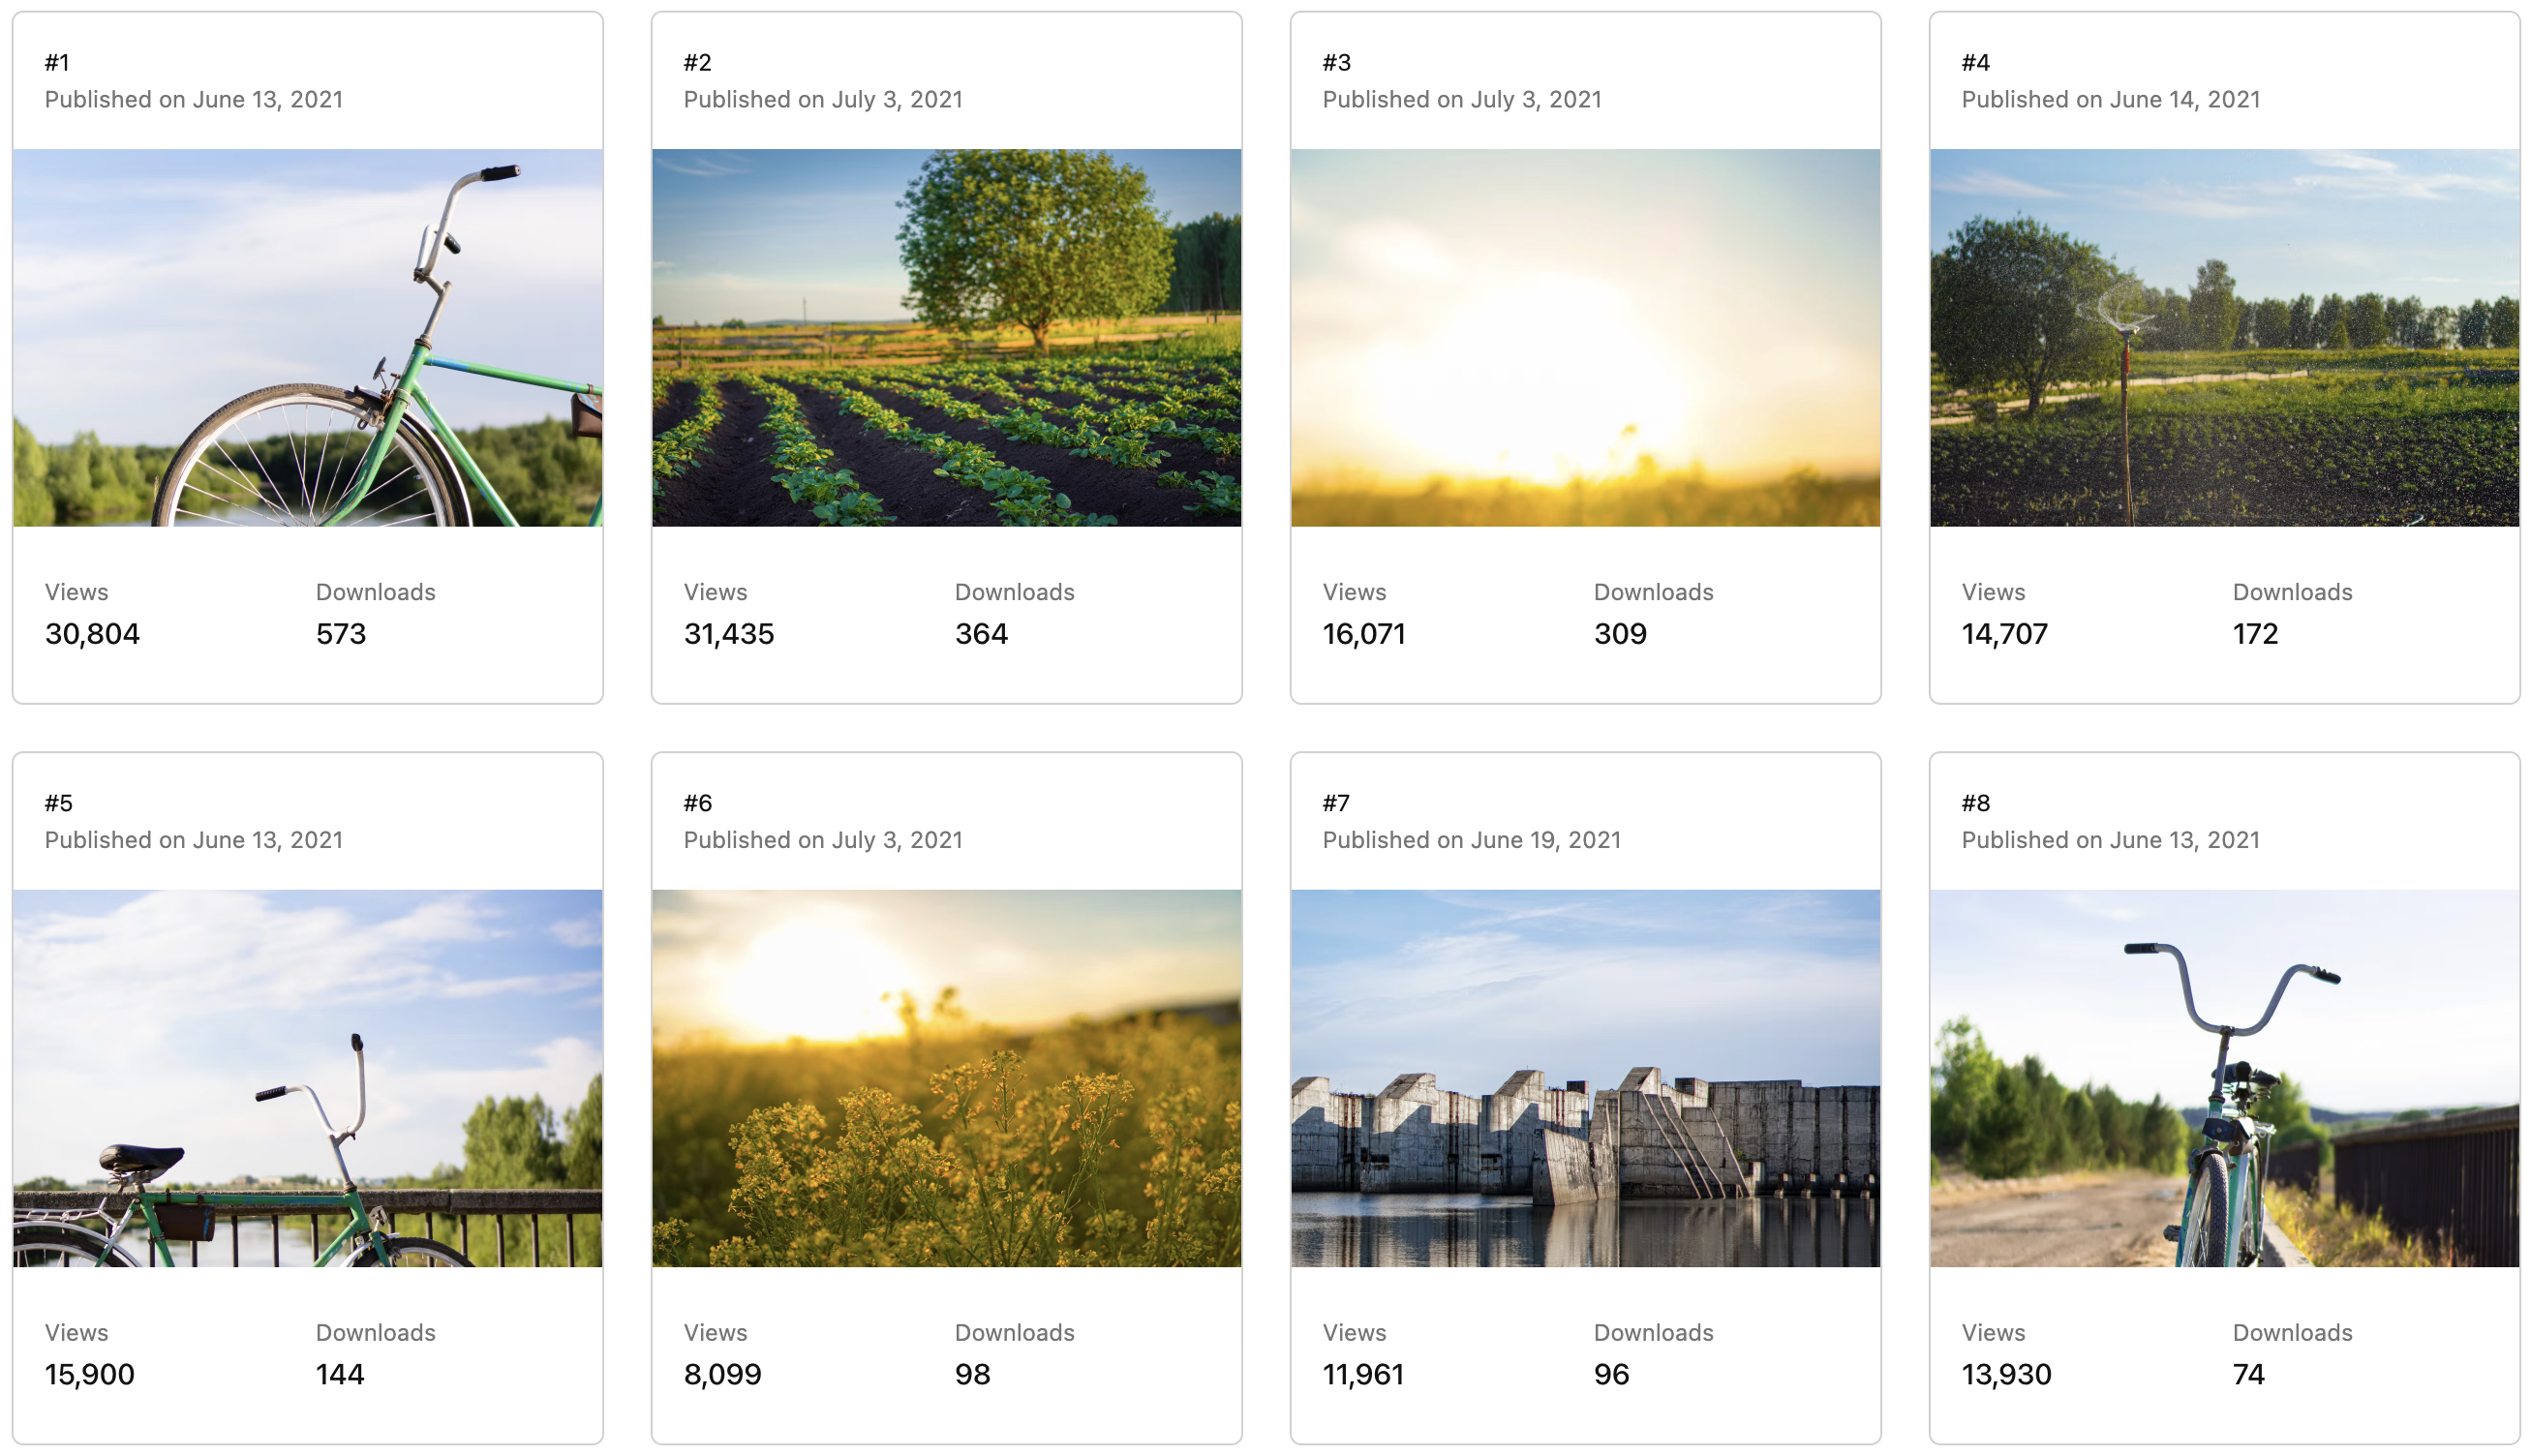 #1
Published on June 13, 2021
Views Downloads
30,804 573
#2
Published on July 3, 2021
Views Downloads
31,435 364
#3
Published on July 3, 2021
Views Downloads
16,071 309
#4
Published on June 14, 2021
Views Downloads
14,707 172
#5
Published on June 13, 2021
Views Downloads
15,900 144
#6
Published on July 3, 2021
Views Downloads
8,099 98
#7
Published on June 19, 2021
Views Downloads
11,961 96
#8
Published on June 13, 2021
Views Downloads
13,930 74